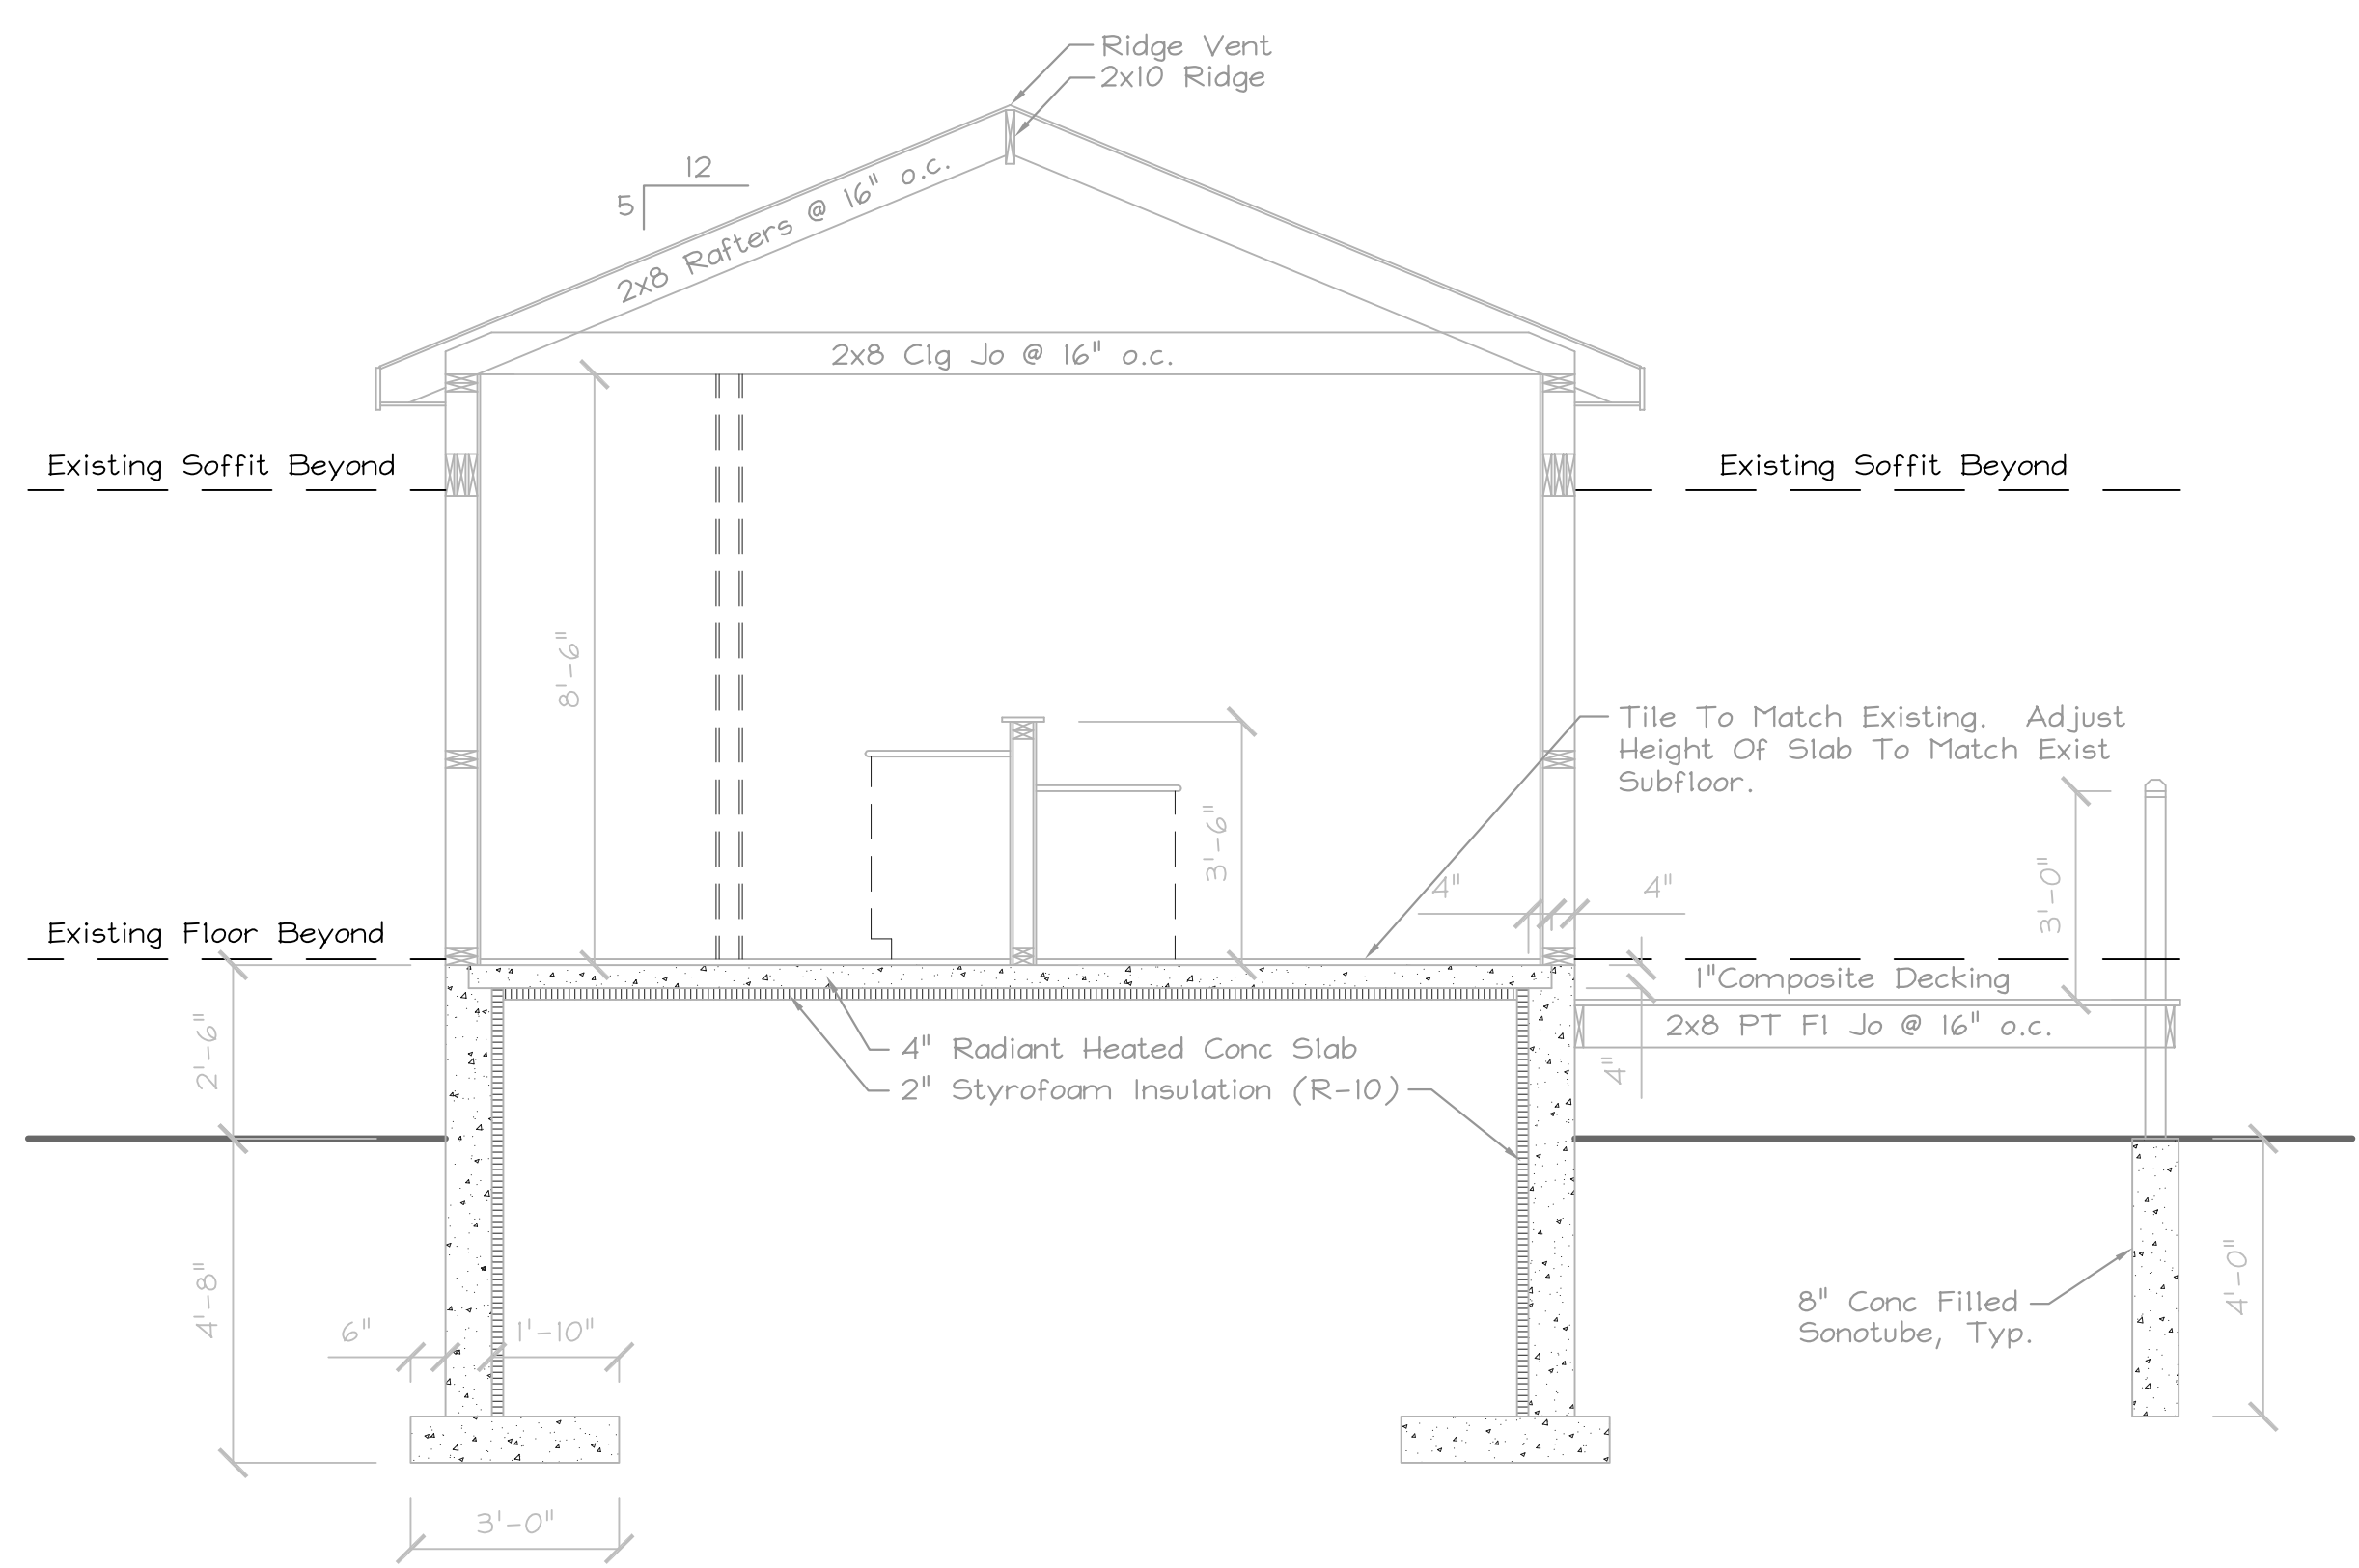 Ridge Vent
2x10 Ridge
12
5
2x8 Rafters @ 16" o.c.
2x8 Clg Jo @ 16" o.c.
Existing Soffit Beyond
Existing Soffit Beyond
8'-6"
Tile To Match Existing.  Adjust
Height Of Slab To Match Exist
Subfloor.
3'-6"
4"
4"
3'-0"
Existing Floor Beyond
1"Composite Decking
2x8 PT Fl Jo @ 16" o.c.
2'-6"
4" Radiant Heated Conc Slab
4"
2" Styrofoam Insulation (R-10)
4'-8"
6"
1'-10"
8" Conc Filled
Sonotube, Typ.
4'-0"
3'-0"